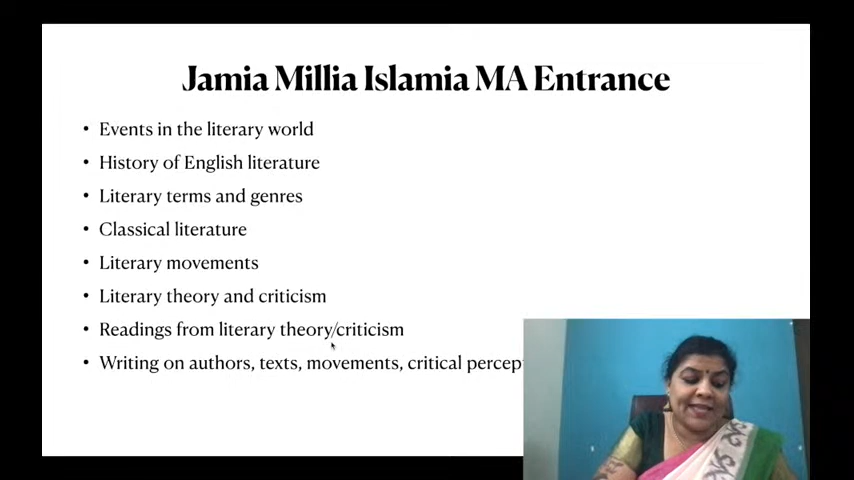 Jamia Millia Islamia MA Entrance
• Events in the literary world
• History of English literature
• Literary terms and genres
• Classical literature
• Literary movements
• Literary theory and criticism
• Readings from literary theory/criticism
• Writing on authors, texts, movements, critical